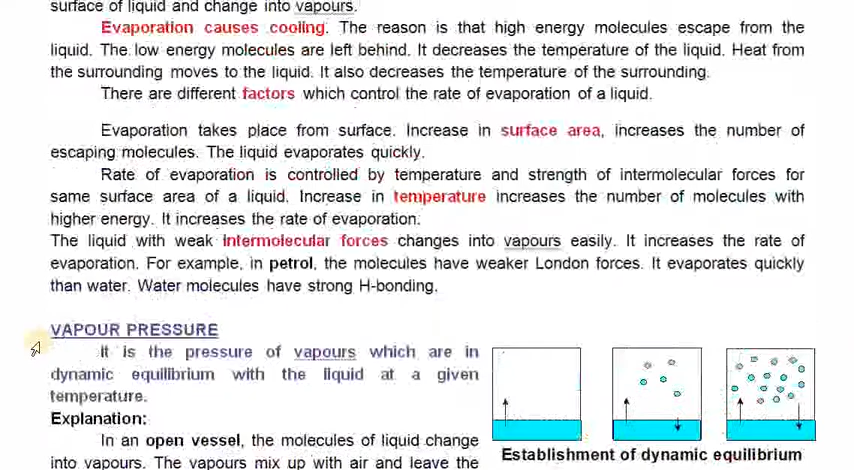 surface of liquid and change into vapours.
Evaporation causes cooling. The reason is that high energy molecules escape from the
liquid. The low energy molecules are left behind. It decreases the temperature of the liquid. Heat from
the surrounding moves to the liquid. It also decreases the temperature of the surrounding.
There are different factors which control the rate of evaporation of a liquid.
Evaporation takes place from surface. Increase in surface area, increases the number of
escaping molecules. The liquid evaporates quickly.
Rate of evaporation is controlled by temperature and strength of intermolecular forces for
same surface area of a liquid. Increase in temperature increases the number of molecules with
higher energy. It increases the rate of evaporation.
The liquid with weak intermolecular forces changes into vapours easily. It increases the rate of
evaporation. For example, in petrol, the molecules have weaker London forces. It evaporates quickly
than water. Water molecules have strong H-bonding.
VAPOUR PRESSURE
It is the pressure of vapours which are in
dynamic equilibrium with the liquid at a given
temperature.
Explanation:
In an open vessel, the molecules of liquid change
into vapours. The vapours mix up with air and leave the
Establishment of dynamic equilibrium